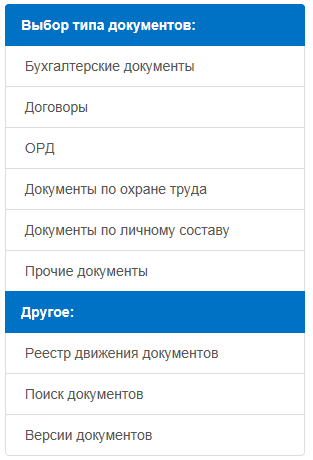 Выбор типа документов:
Бухгалтерские документы
Договоры
ОРД
Документы по охране труда
Документы по личному составу
Прочие документы
Другое:
Реестр движения документов
Поиск документов
Версии документов